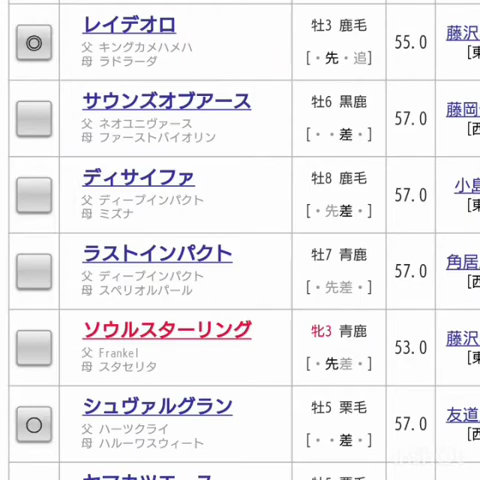 レイデオロ
父 キングカメハメハ
母 ラドラーダ
牡3 鹿毛
[・先・追]
55.0
藤沢
[東
サウンズオブアース
父 ネオユニヴァース
母 ファーストバイオリン
牡6 黒鹿
[・・差・]
57.0
藤岡
[西
ディサイファ
父 ディープインパクト
母 ミズナ
牡8 鹿毛
[・先差・]
57.0
小島
[東
ラストインパクト
父 ディープインパクト
母 スペリオルパール
牡7 青鹿
[・先差・]
57.0
角居
[西
ソウルスターリング
父 Frankel
母 スタセリタ
牝3 青鹿
[・先差・]
53.0
藤沢
[東
シュヴァルグラン
父 ハーツクライ
母 ハルーワスウィート
牡5 栗毛
[・・差・]
57.0
友道
[西